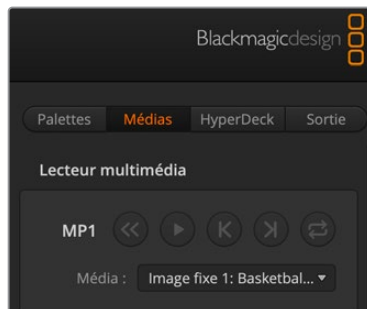 Blackmagicdesign
Palettes Médias HyperDeck Sortie
Lecteur multimédia
MP1
Média : Image fixe 1: Basketbal...